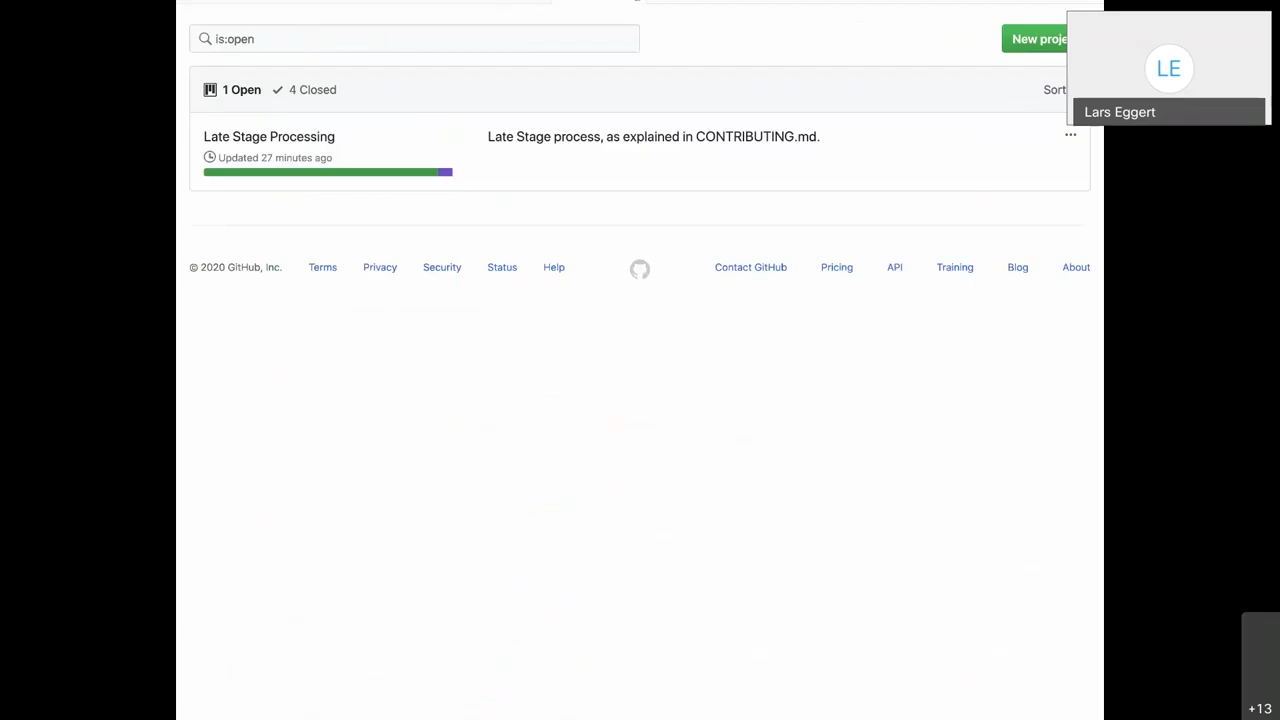 is:open
New proje
LE
Lars Eggert
1 Open
4 Closed
Sort
Late Stage Processing
Late Stage process, as explained in CONTRIBUTING.md.
Updated 27 minutes ago
© 2020 GitHub, Inc.
Terms
Privacy
Security
Status
Help
Contact GitHub
Pricing
API
Training
Blog
About
+13